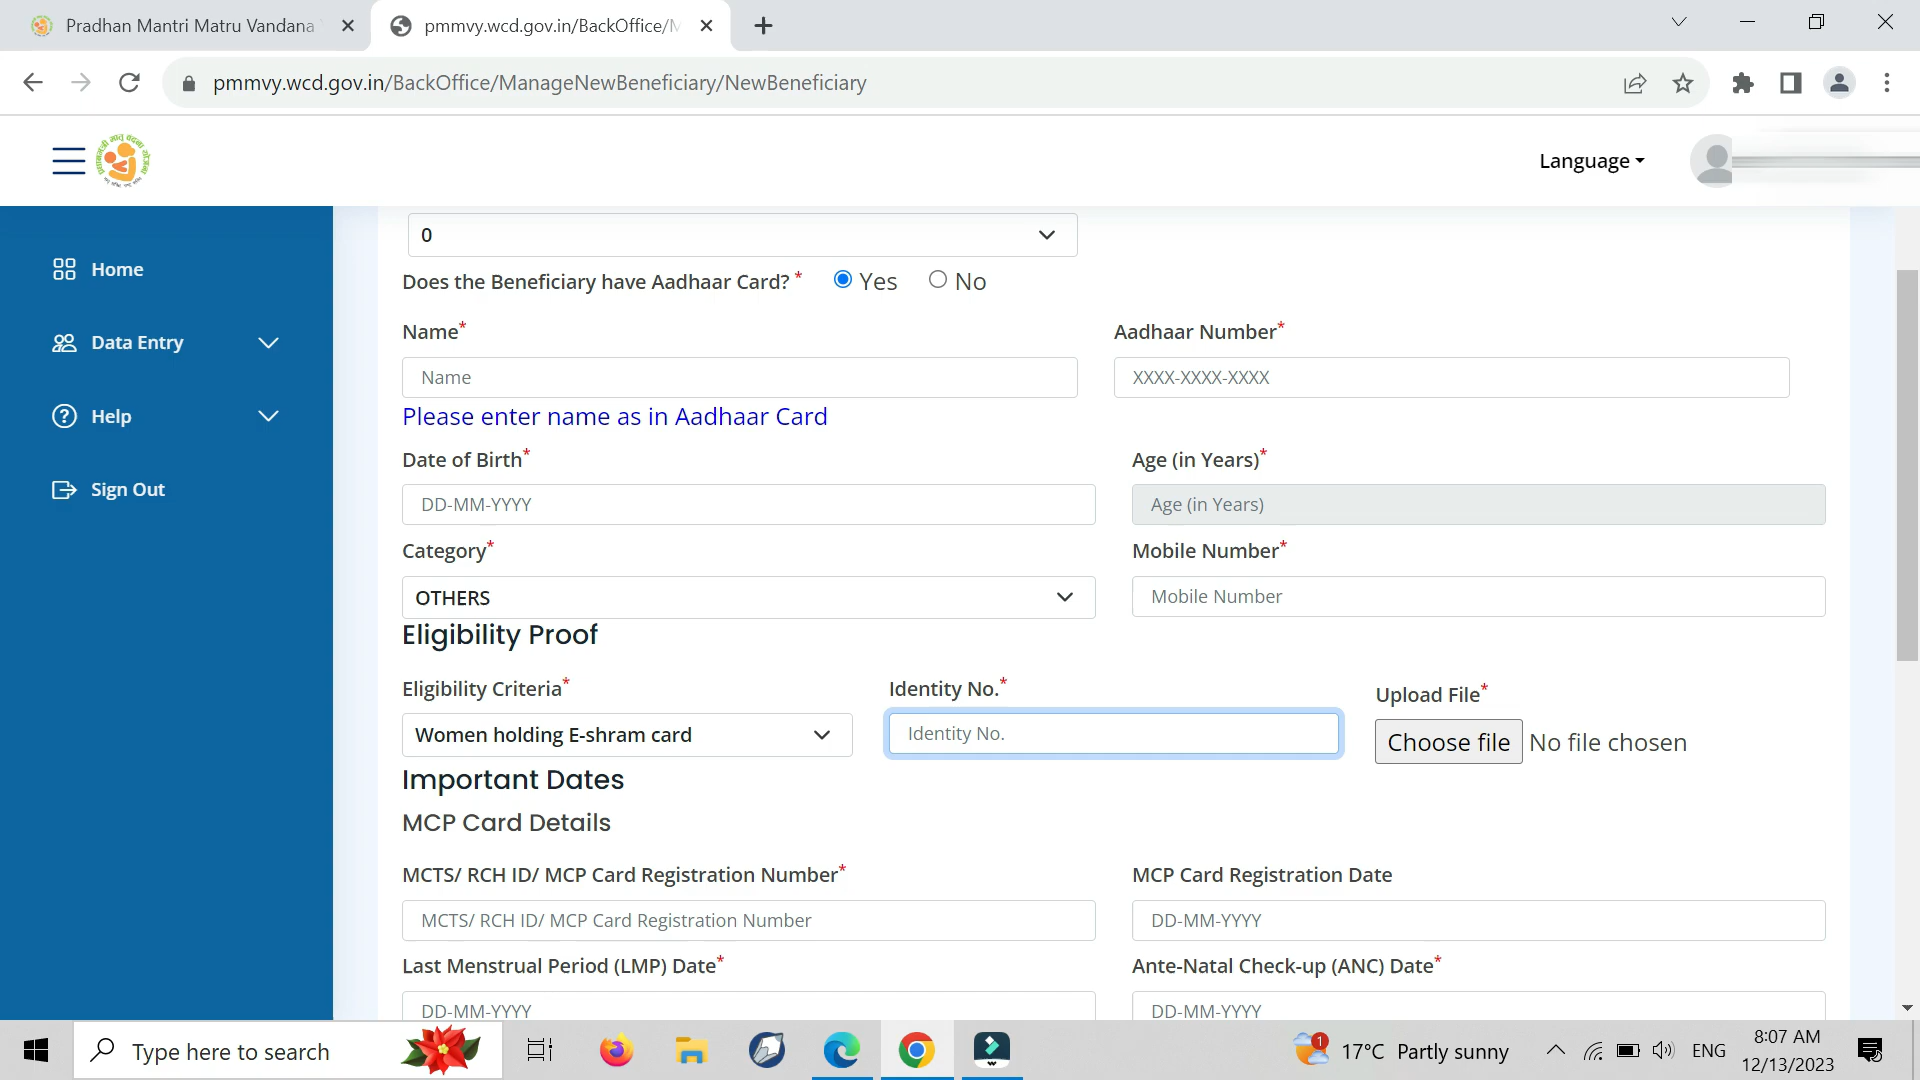 Pradhan Mantri Matru Vandana
pmmvy.wcd.gov.in/BackOffice/M
pmmvy.wcd.gov.in/BackOffice/ManageNewBeneficiary/NewBeneficiary
Language
Home
Data Entry
Help
Sign Out
0
Does the Beneficiary have Aadhaar Card? * Yes No
Name* Aadhaar Number*
Name XXXX-XXXX-XXXX
Please enter name as in Aadhaar Card
Date of Birth* Age (in Years)*
DD-MM-YYYY Age (in Years)
Category* Mobile Number*
OTHERS Mobile Number
Eligibility Proof
Eligibility Criteria* Identity No.* Upload File*
Women holding E-shram card Identity No. Choose file No file chosen
Important Dates
MCP Card Details
MCTS/ RCH ID/ MCP Card Registration Number* MCP Card Registration Date
MCTS/ RCH ID/ MCP Card Registration Number DD-MM-YYYY
Last Menstrual Period (LMP) Date* Ante-Natal Check-up (ANC) Date*
DD-MM-YYYY DD-MM-YYYY
Type here to search 1 17°C Partly sunny ENG 8:07 AM
12/13/2023